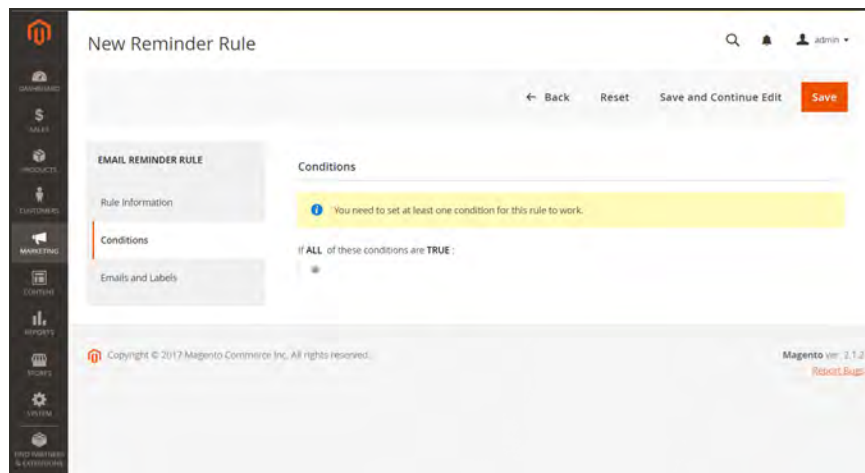 New Reminder Rule
admin
← Back Reset Save and Continue Edit Save
DASHBOARD
SALES
PRODUCTS
CUSTOMERS
MARKETING
CONTENT
REPORTS
STORES
SYSTEM
FIND PARTNERS
& EXTENSIONS
EMAIL REMINDER RULE
Rule Information
Conditions
Emails and Labels
Conditions
You need to set at least one condition for this rule to work.
If ALL of these conditions are TRUE :
Copyright © 2017 Magento Commerce Inc. All rights reserved.
Magento ver. 2.1.2
Report Bugs